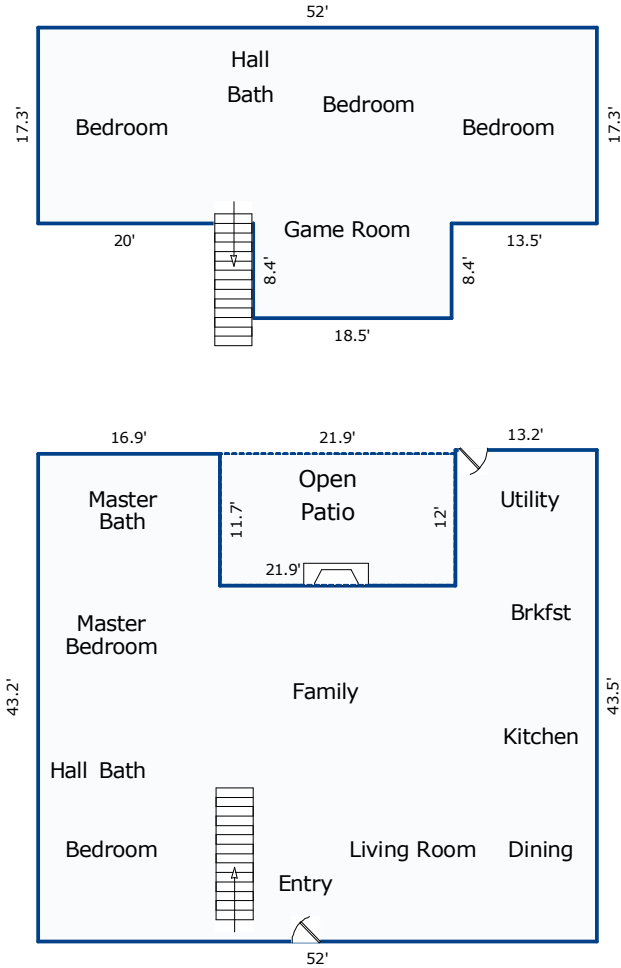 52'
Hall
Bath
Bedroom
Bedroom
Bedroom
17.3'
17.3'
Game Room
20'
13.5'
8.4'
8.4'
18.5'
16.9'
21.9'
13.2'
Open
Patio
Master
Bath
Utility
11.7'
12'
21.9'
Brkfst
Master
Bedroom
Family
43.2'
43.5'
Kitchen
Hall Bath
Bedroom
Living Room
Dining
Entry
52'